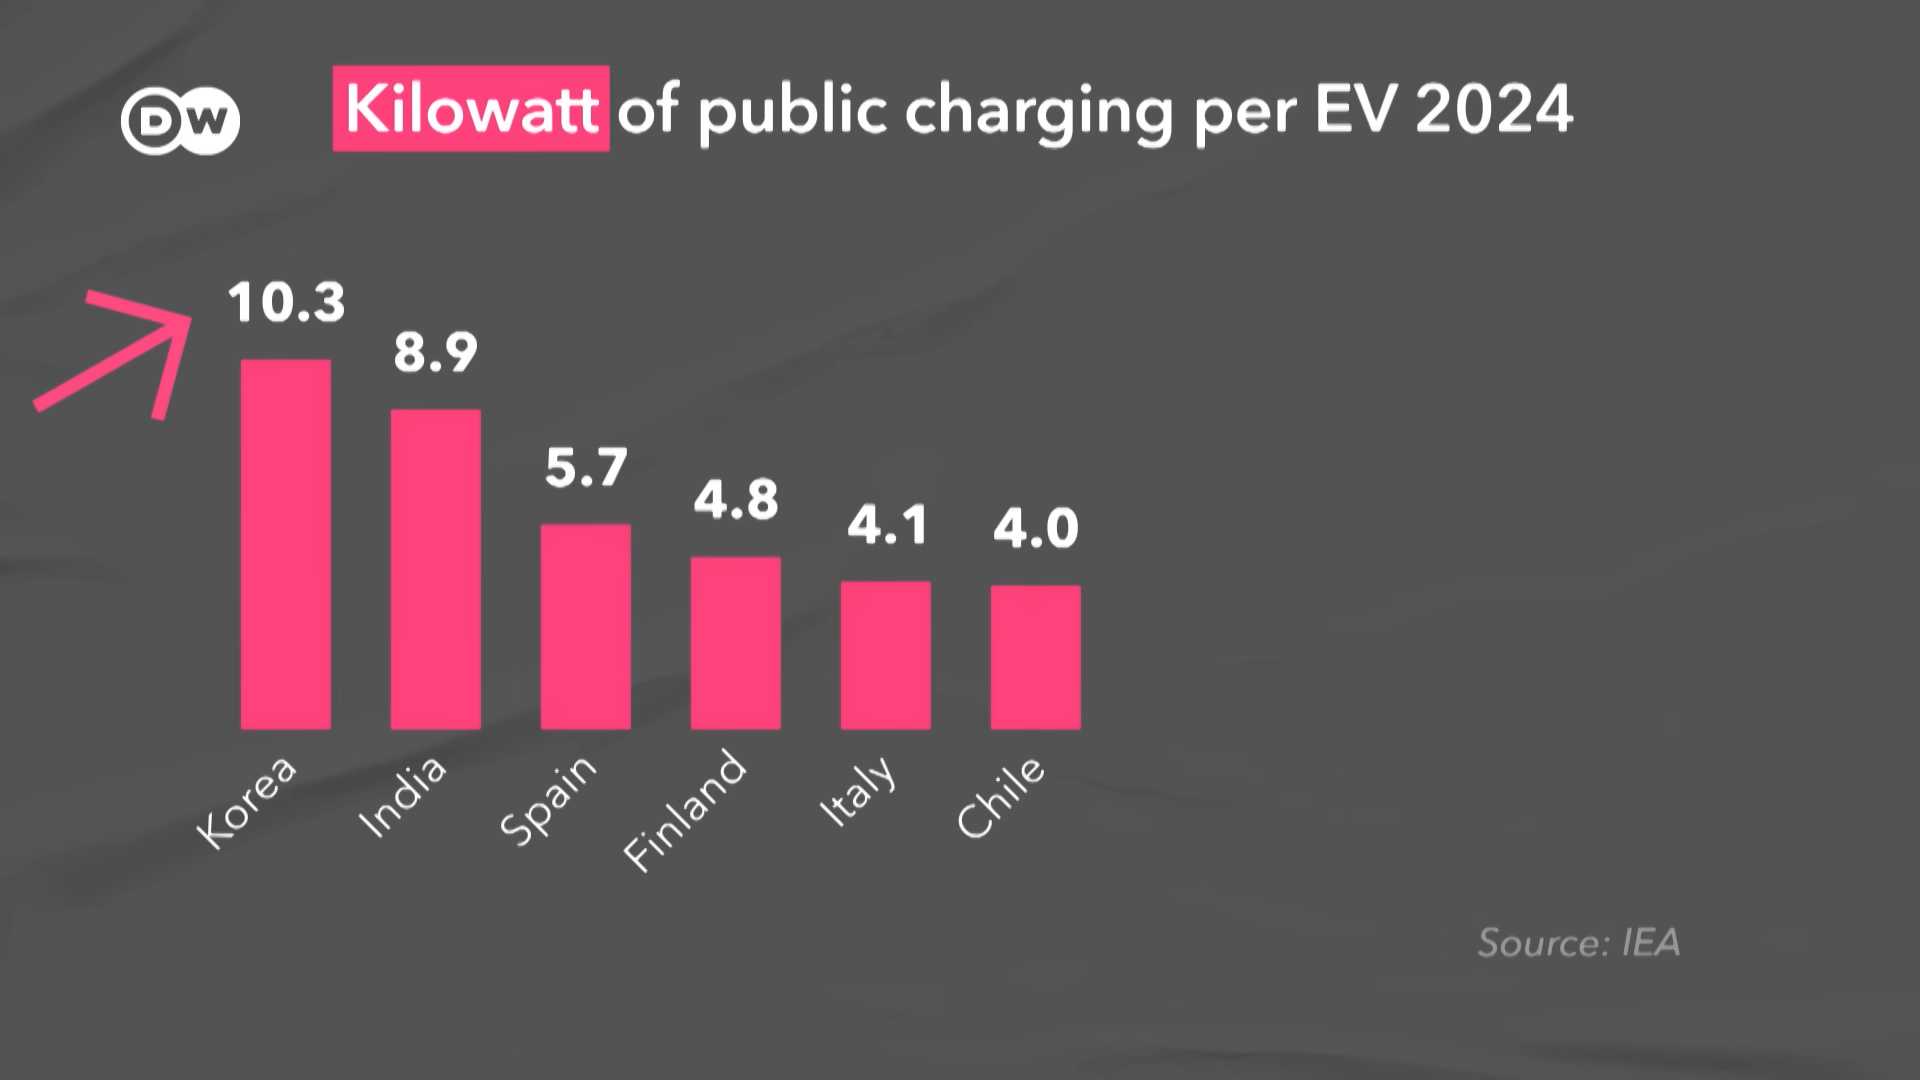 DW
Kilowatt of public charging per EV 2024
10.3
8.9
5.7
4.8
4.1
4.0
Korea
India
Spain
Finland
Italy
Chile
Source: IEA